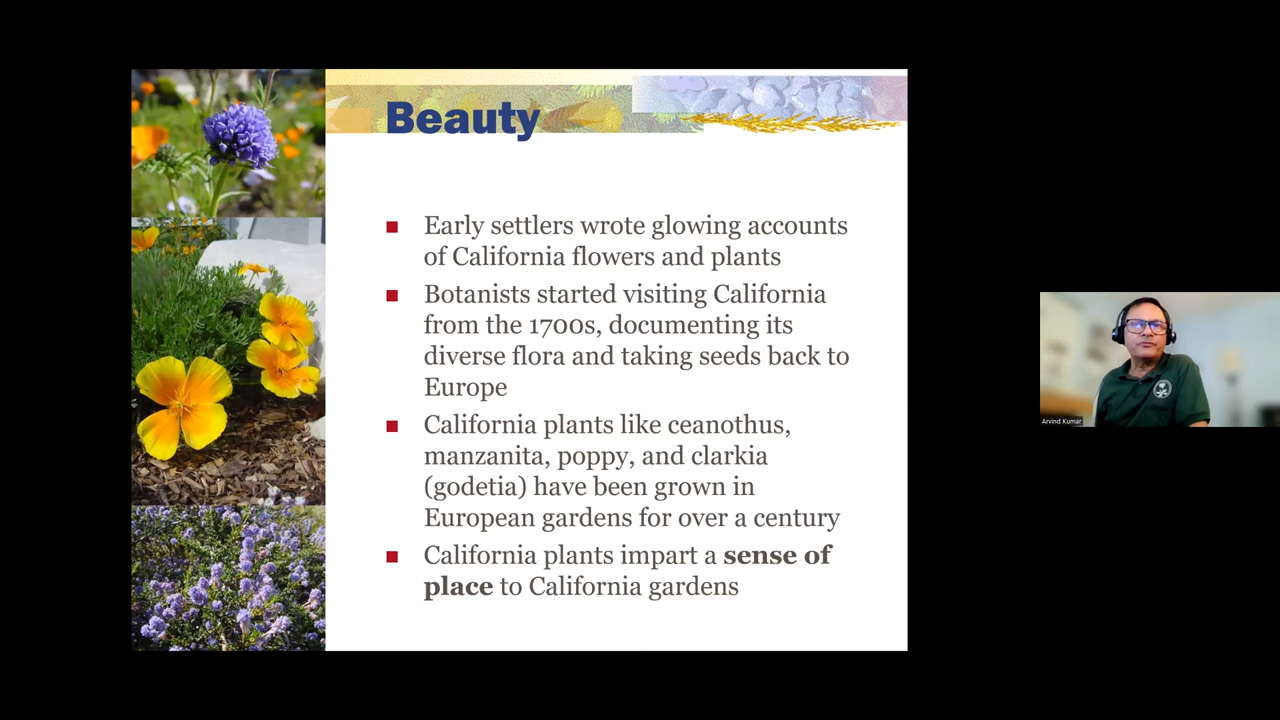 Beauty
Early settlers wrote glowing accounts
of California flowers and plants
Botanists started visiting California
from the 1700s, documenting its
diverse flora and taking seeds back to
Europe
California plants like ceanothus,
manzanita, poppy, and clarkia
(godetia) have been grown in
European gardens for over a century
California plants impart a sense of
place to California gardens
Arvind Kumar